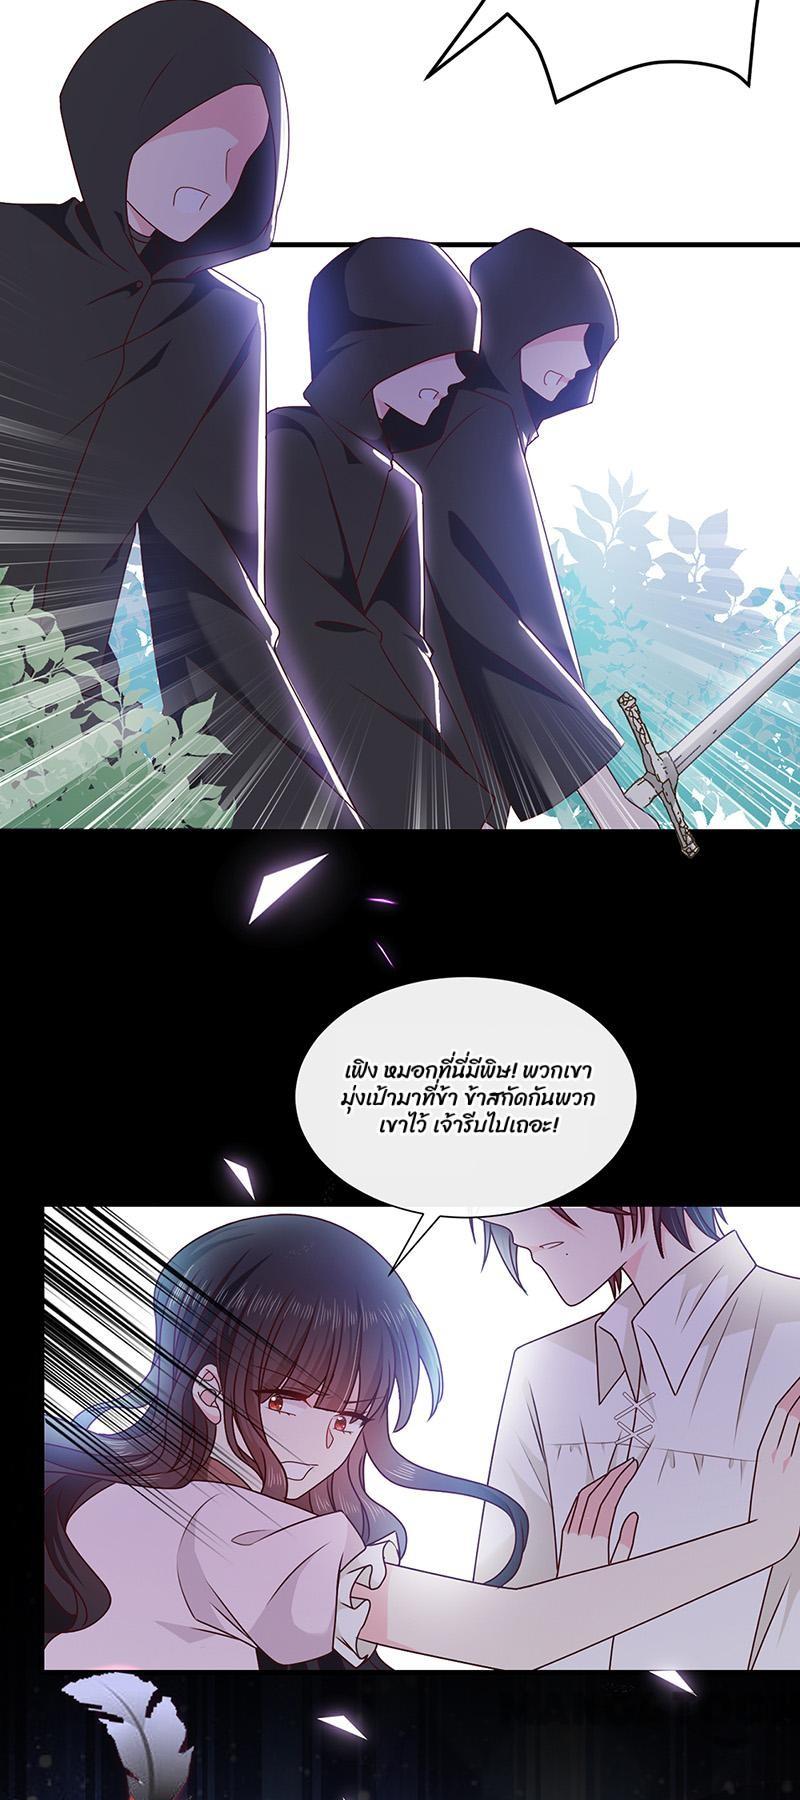 เฟิง หมอกที่นี่มีพิษ! พวกเขา
มุ่งเป้ามาที่ข้า ข้าสกัดกันพวก
เขาไว้ เจ้ารีบไปเถอะ!